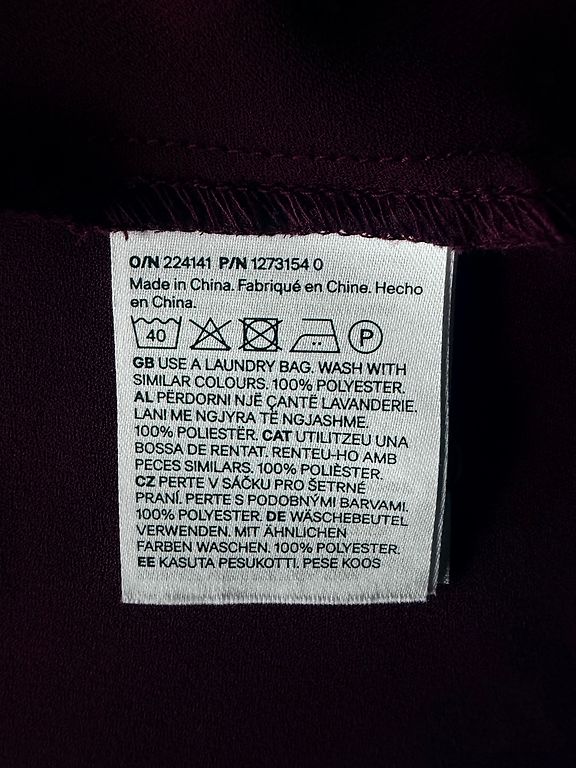 O/N 224141 P/N 1273154 0
Made in China. Fabriqué en Chine. Hecho
en China.
40 P
GB USE A LAUNDRY BAG. WASH WITH
SIMILAR COLOURS. 100% POLYESTER.
AL PËRDORNI NJË ÇANTË LAVANDERIE.
LANI ME NGJYRA TË NGJASHME.
100% POLIESTËR. CAT UTILITZEU UNA
BOSSA DE RENTAT. RENTEU-HO AMB
PECES SIMILARS. 100% POLIÈSTER.
CZ PERTE V SÁČKU PRO ŠETRNÉ
PRANÍ. PERTE S PODOBNÝMI BARVAMI.
100% POLYESTER. DE WÄSCHEBEUTEL
VERWENDEN. MIT ÄHNLICHEN
FARBEN WASCHEN. 100% POLYESTER.
EE KASUTA PESUKOTTI. PESE KOOS